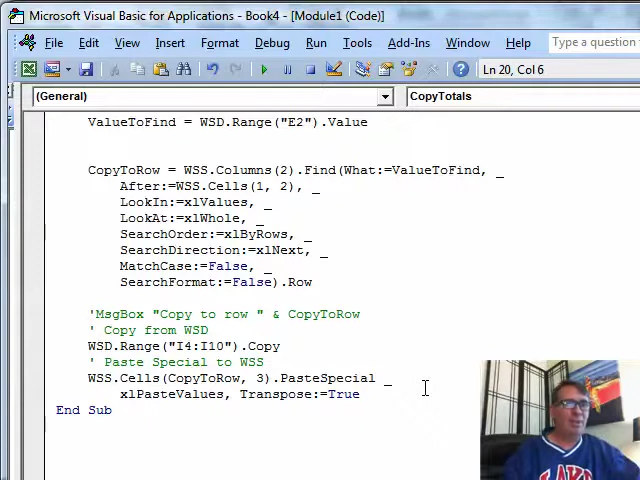 Microsoft Visual Basic for Applications - Book4 - [Module1 (Code)]
File Edit View Insert Format Debug Run Tools Add-Ins Window Help Type a question
Ln 20, Col 6
(General) CopyTotals
ValueToFind = WSD.Range("E2").Value
CopyToRow = WSS.Columns(2).Find(What:=ValueToFind, _
After:=WSS.Cells(1, 2), _
LookIn:=xlValues, _
LookAt:=xlWhole, _
SearchOrder:=xlByRows, _
SearchDirection:=xlNext, _
MatchCase:=False, _
SearchFormat:=False).Row
'MsgBox "Copy to row " & CopyToRow
' Copy from WSD
WSD.Range("I4:I10").Copy
' Paste Special to WSS
WSS.Cells(CopyToRow, 3).PasteSpecial _
xlPasteValues, Transpose:=True
End Sub